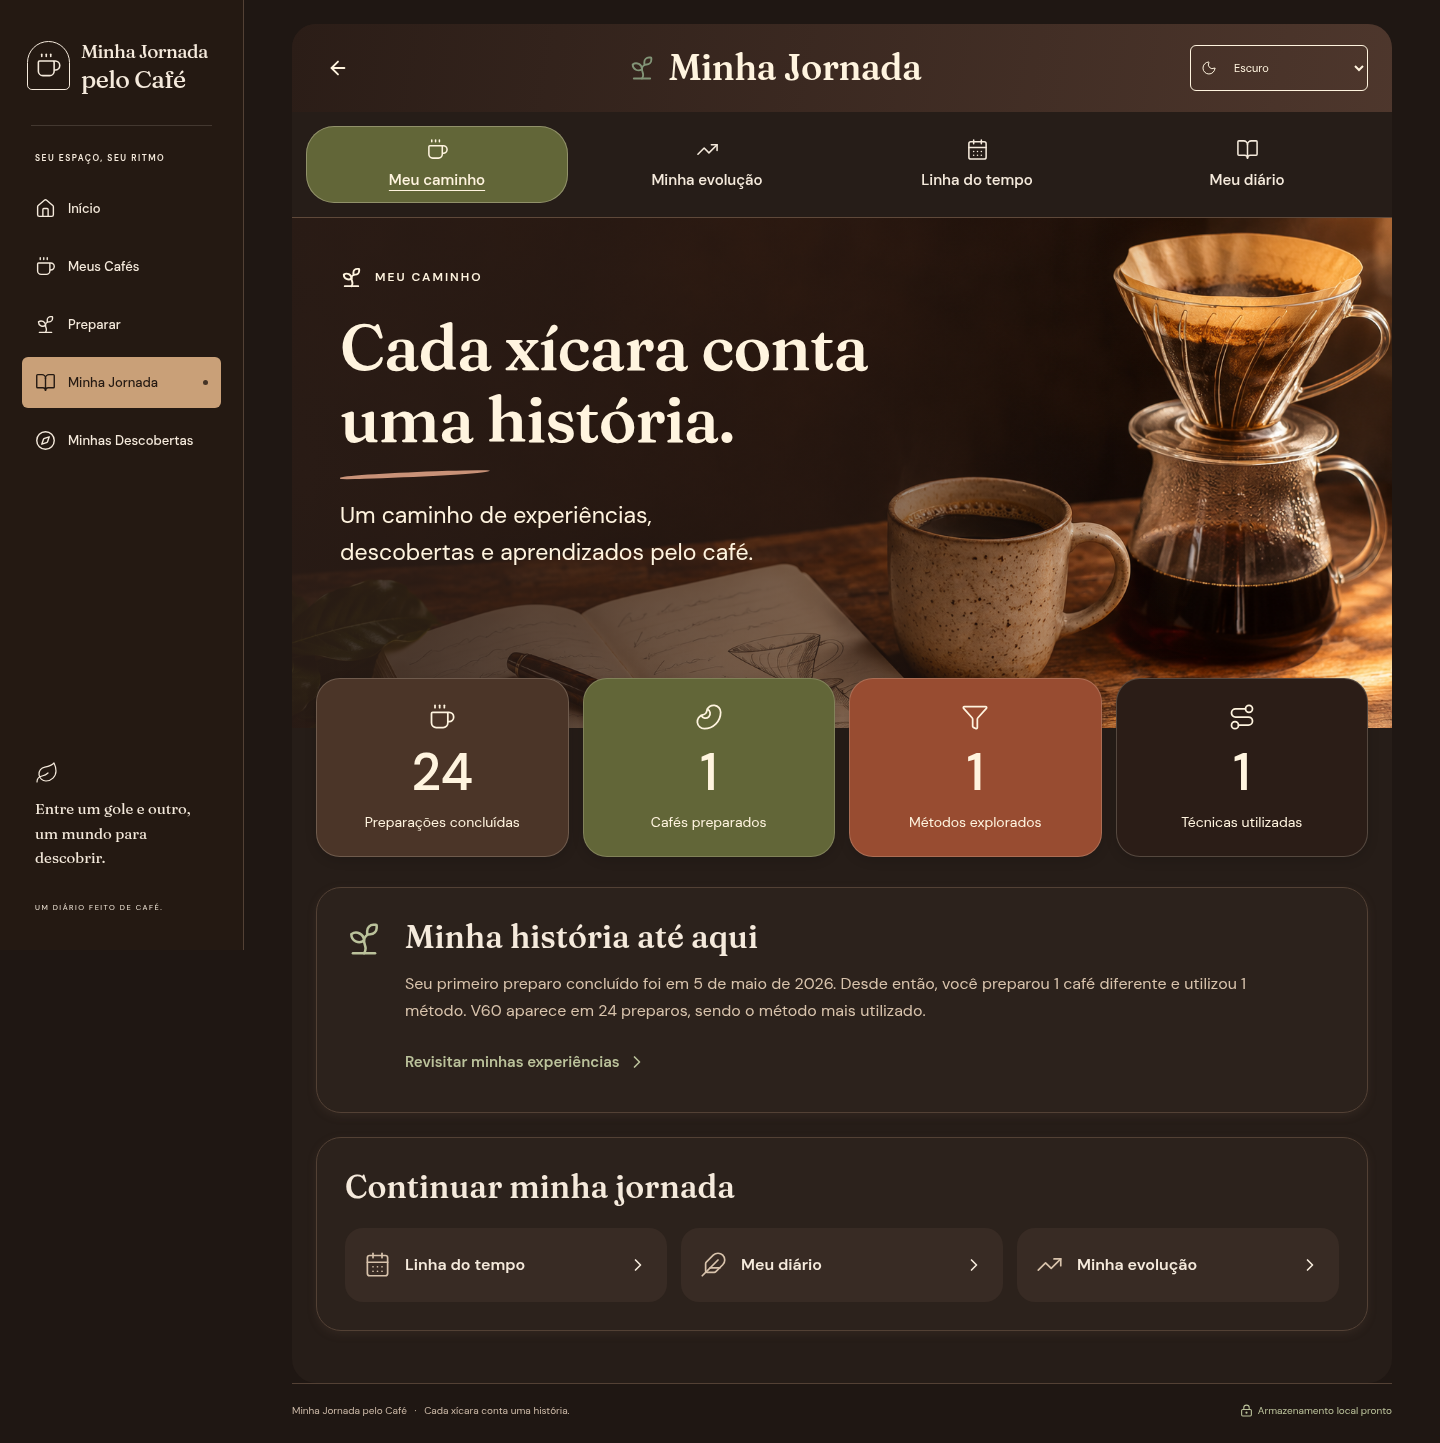 Minha Jornada
pelo Café
SEU ESPAÇO, SEU RITMO
Início
Meus Cafés
Preparar
Minha Jornada
Minhas Descobertas
Entre um gole e outro,
um mundo para
descobrir.
UM DIÁRIO FEITO DE CAFÉ.
Minha Jornada
Escuro
Meu caminho
Minha evolução
Linha do tempo
Meu diário
MEU CAMINHO
Cada xícara conta
uma história.
Um caminho de experiências,
descobertas e aprendizados pelo café.
24
Preparações concluídas
1
Cafés preparados
1
Métodos explorados
1
Técnicas utilizadas
Minha história até aqui
Seu primeiro preparo concluído foi em 5 de maio de 2026. Desde então, você preparou 1 café diferente e utilizou 1
método. V60 aparece em 24 preparos, sendo o método mais utilizado.
Revisitar minhas experiências
Continuar minha jornada
Linha do tempo
Meu diário
Minha evolução
Minha Jornada pelo Café · Cada xícara conta uma história.
Armazenamento local pronto